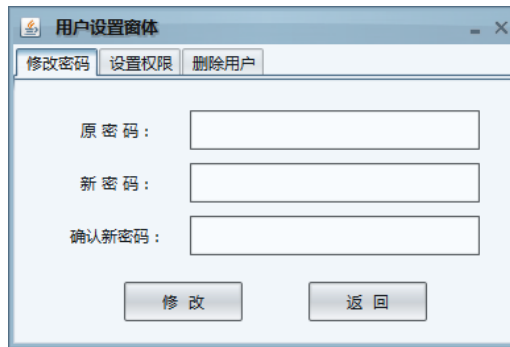 用户设置窗体
修改密码 设置权限 删除用户
原 密 码：
新 密 码：
确认新密码：
修 改 返 回